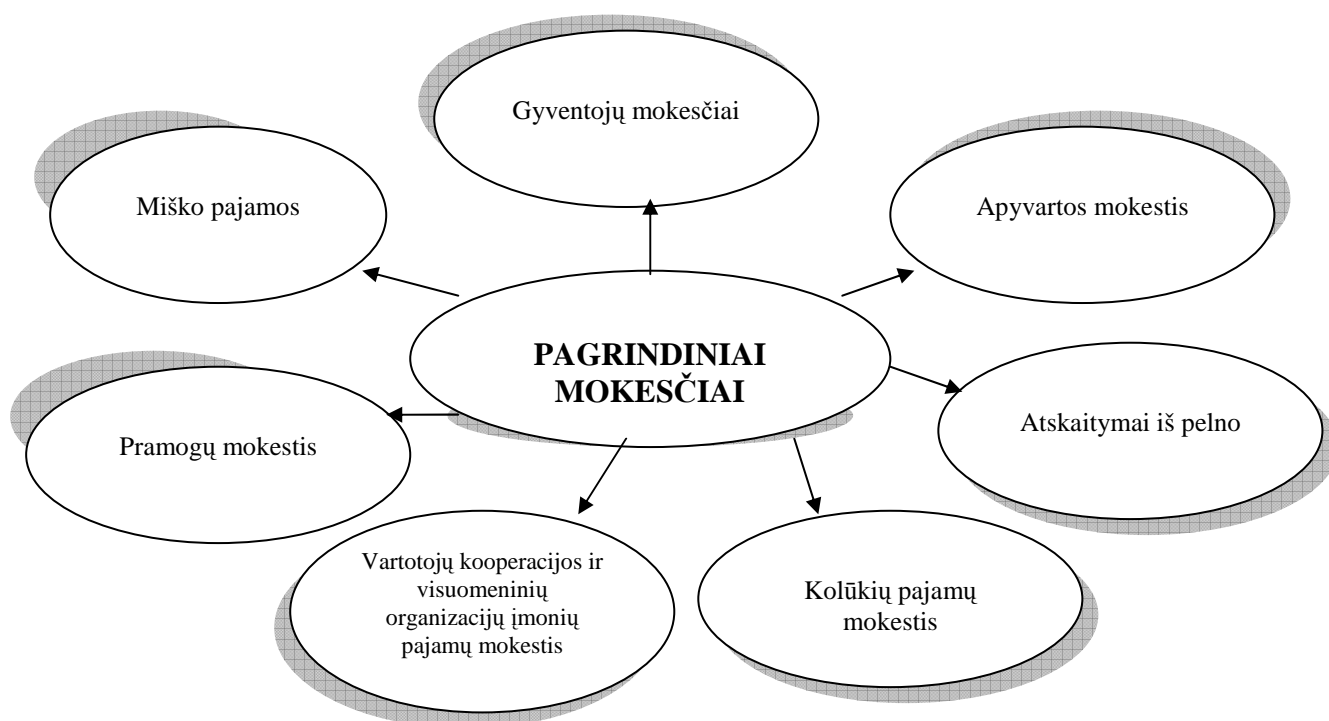 Gyventojų mokesčiai
Miško pajamos
Apyvartos mokestis
PAGRINDINIAI
MOKESČIAI
Atskaitymai iš pelno
Pramogų mokestis
Vartotojų kooperacijos ir
visuomeninių
organizacijų įmonių
pajamų mokestis
Kolūkių pajamų
mokestis